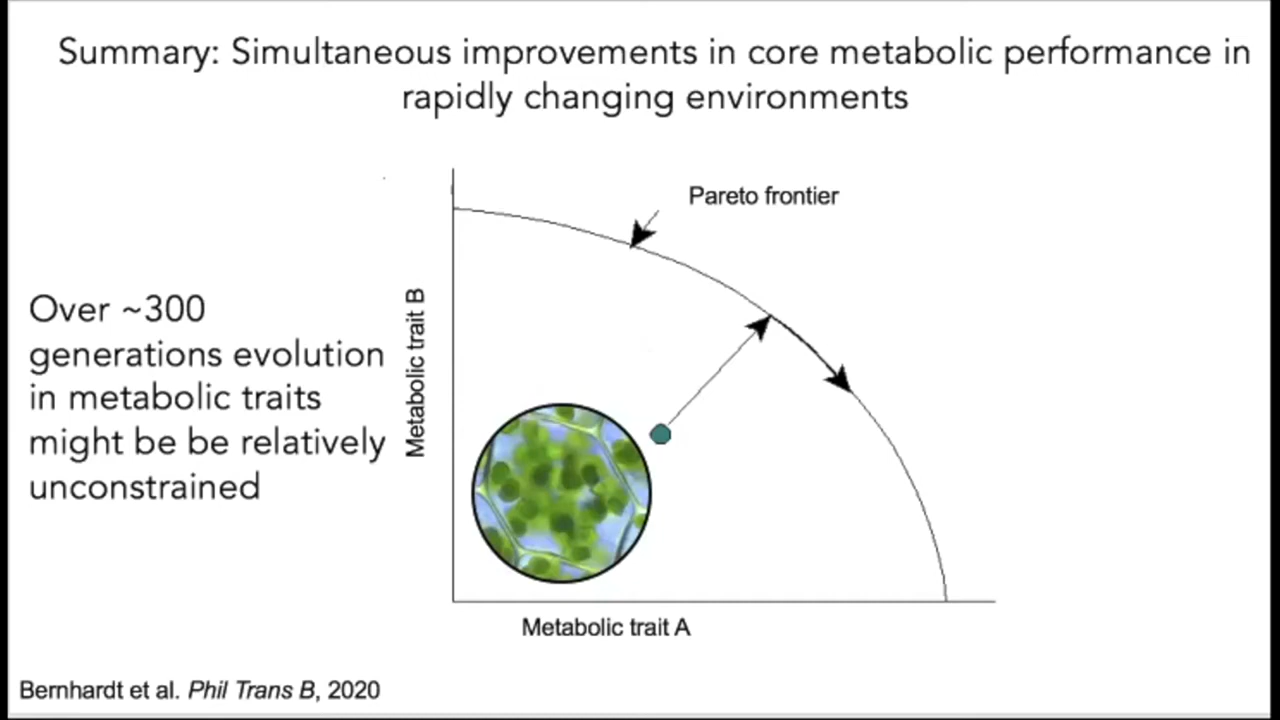 Summary: Simultaneous improvements in core metabolic performance in
rapidly changing environments
Pareto frontier
Over ~300
generations evolution
in metabolic traits
might be be relatively
unconstrained
Metabolic trait B
Metabolic trait A
Bernhardt et al. Phil Trans B, 2020